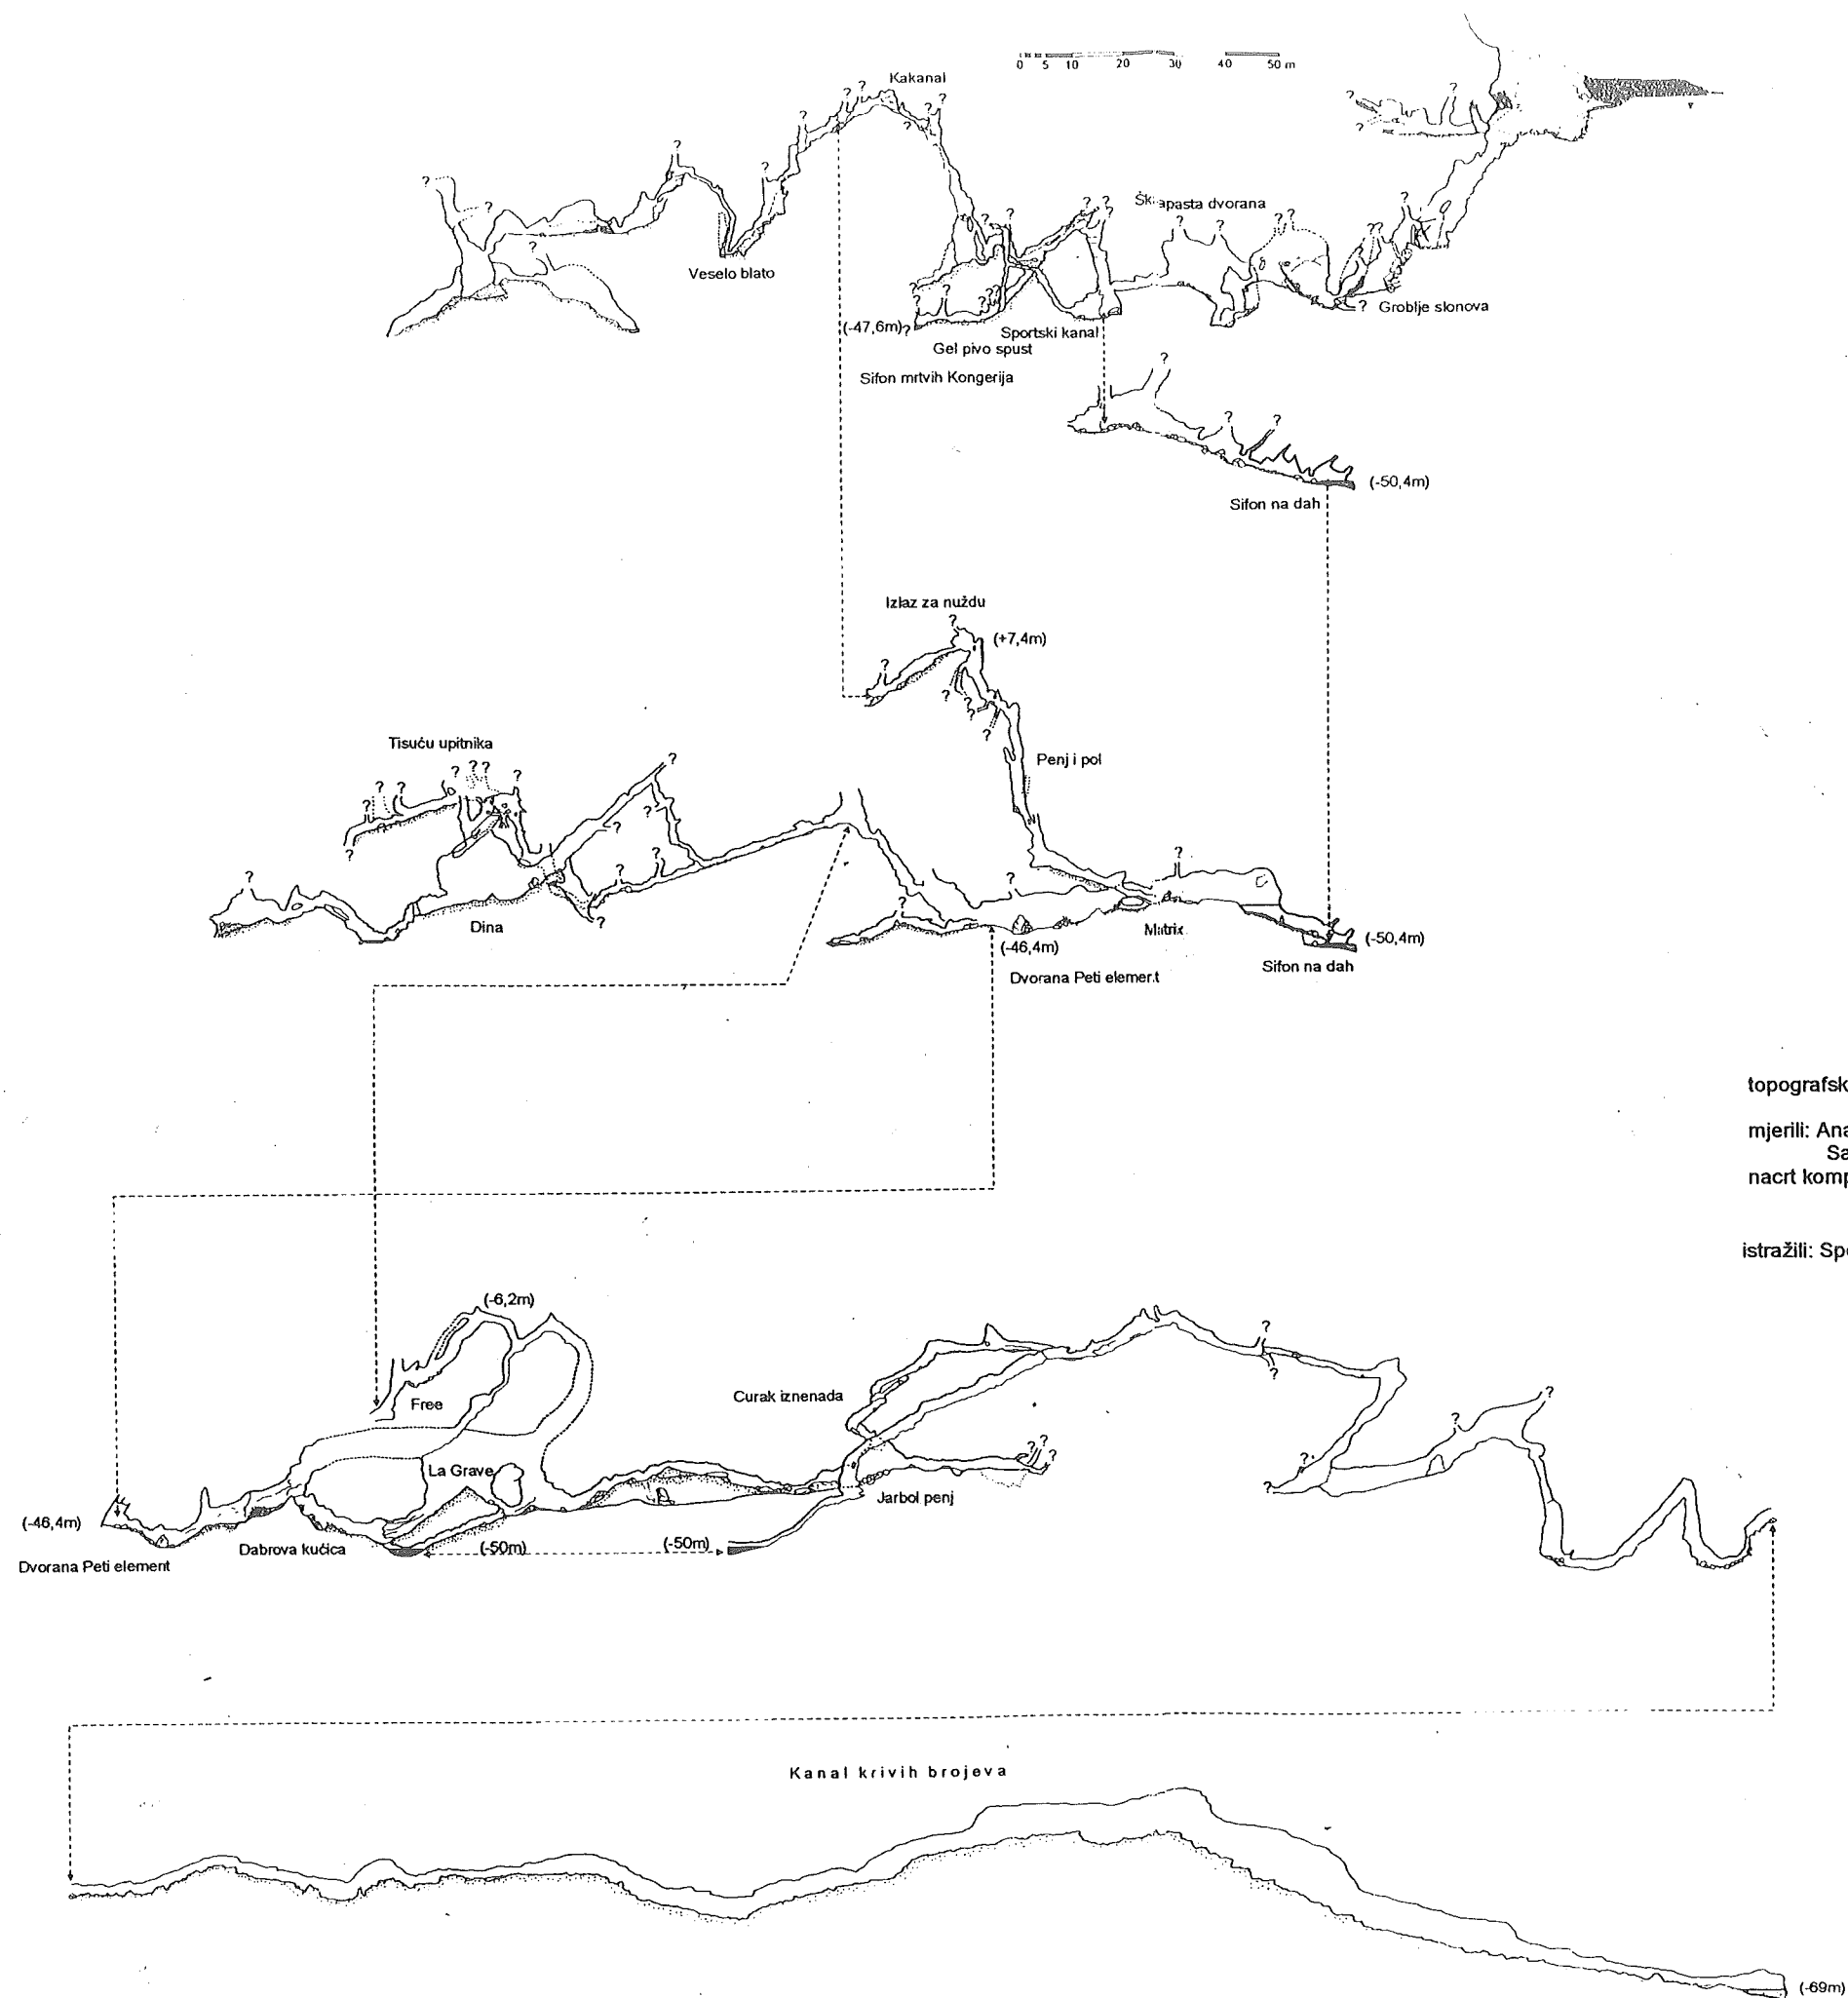 0 5 10 20 30 40 50 m
Kakanal
Škrapasta dvorana
Veselo blato
Groblje slonova
(-47,6m)
Sportski kanal
Gel pivo spust
Sifon mrtvih Kongerija
(-50,4m)
Sifon na dah
Izlaz za nuždu
(+7,4m)
Tisuću upitnika
Penj i pol
Dina
Matrix
(-46,4m)
(-50,4m)
Sifon na dah
Dvorana Peti element
topografsk
mjerili: Ana
Sa
nacrt komp
istražili: Spe
(-6,2m)
Free
Curak iznenada
La Grave
Jarbol penj
(-46,4m)
Dabrova kućica
(-50m)
(-50m)
Dvorana Peti element
Kanal krivih brojeva
(-69m)